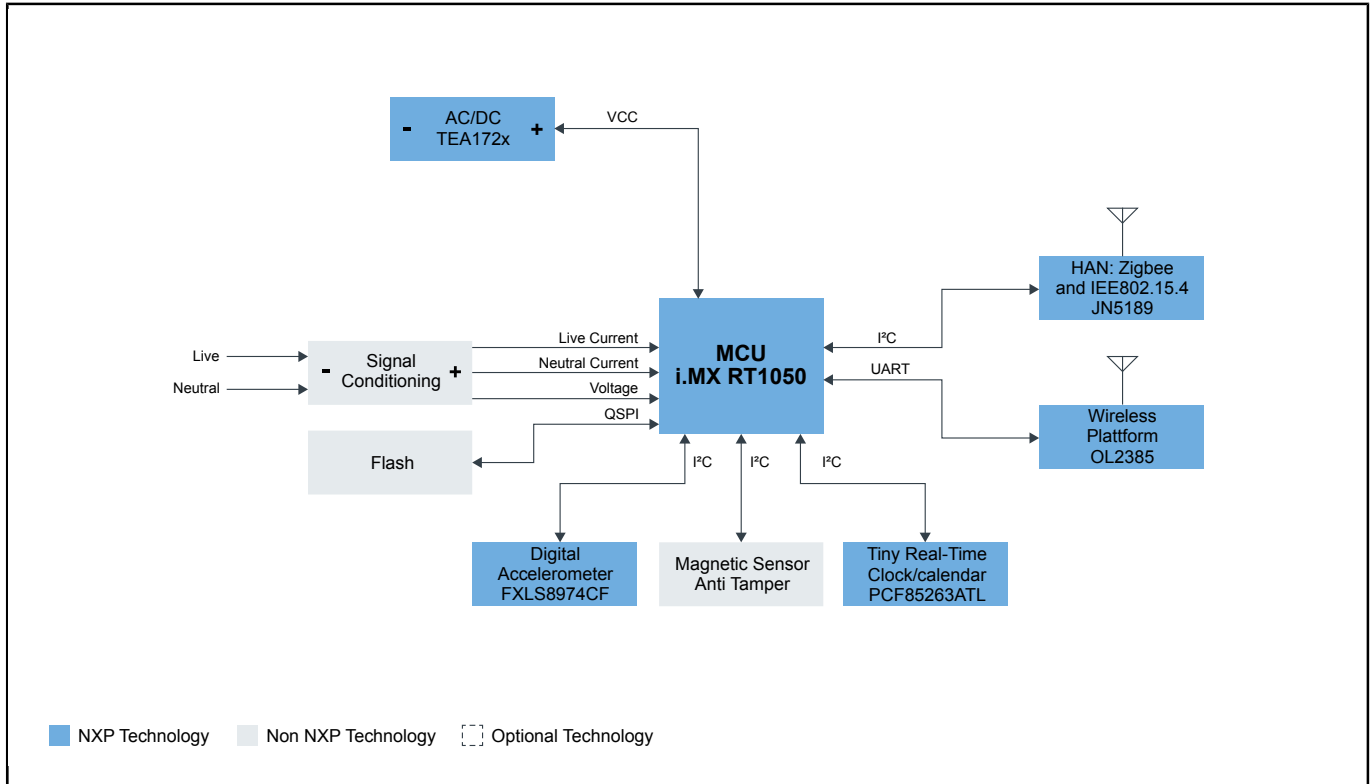 AC/DC
- +
TEA172x
VCC
HAN: Zigbee
and IEE802.15.4
JN5189
Live
Neutral
- Signal +
Conditioning
Live Current
Neutral Current
Voltage
QSPI
MCU
i.MX RT1050
I²C
UART
Wireless
Plattform
OL2385
Flash
I²C
I²C
I²C
Digital
Accelerometer
FXLS8974CF
Magnetic Sensor
Anti Tamper
Tiny Real-Time
Clock/calendar
PCF85263ATL
NXP Technology
Non NXP Technology
Optional Technology